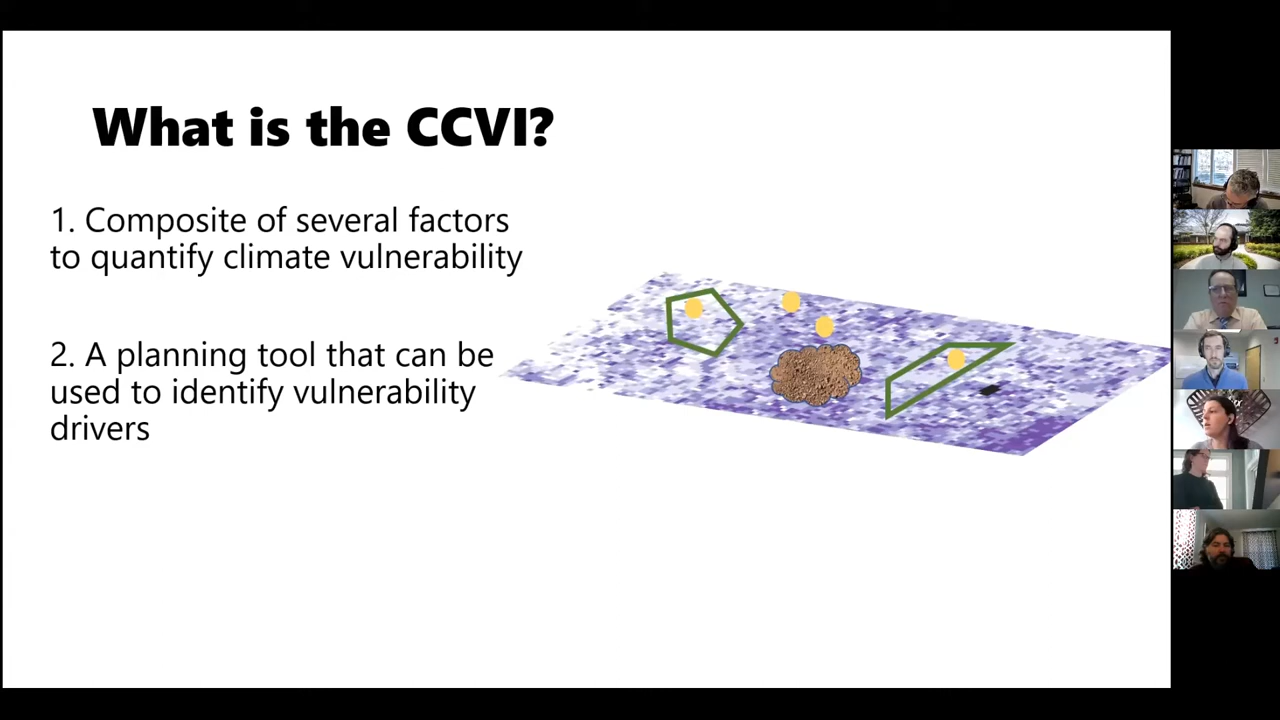 What is the CCVI?
1. Composite of several factors
to quantify climate vulnerability
2. A planning tool that can be
used to identify vulnerability
drivers